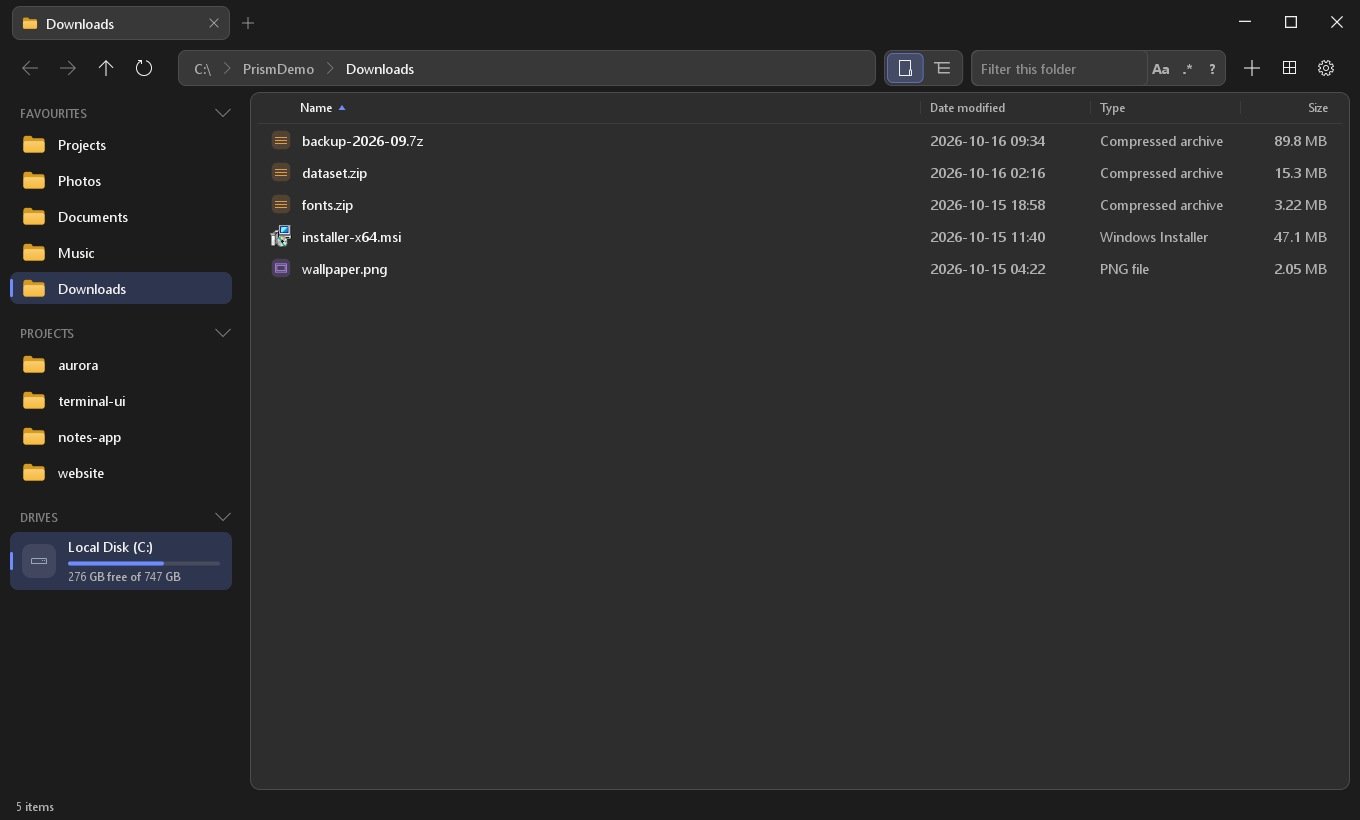 Downloads
C:\ PrismDemo Downloads
Filter this folder Aa .* ?
FAVOURITES
Projects
Photos
Documents
Music
Downloads
PROJECTS
aurora
terminal-ui
notes-app
website
DRIVES
Local Disk (C:)
276 GB free of 747 GB
Name Date modified Type Size
backup-2026-09.7z 2026-10-16 09:34 Compressed archive 89.8 MB
dataset.zip 2026-10-16 02:16 Compressed archive 15.3 MB
fonts.zip 2026-10-15 18:58 Compressed archive 3.22 MB
installer-x64.msi 2026-10-15 11:40 Windows Installer 47.1 MB
wallpaper.png 2026-10-15 04:22 PNG file 2.05 MB
5 items